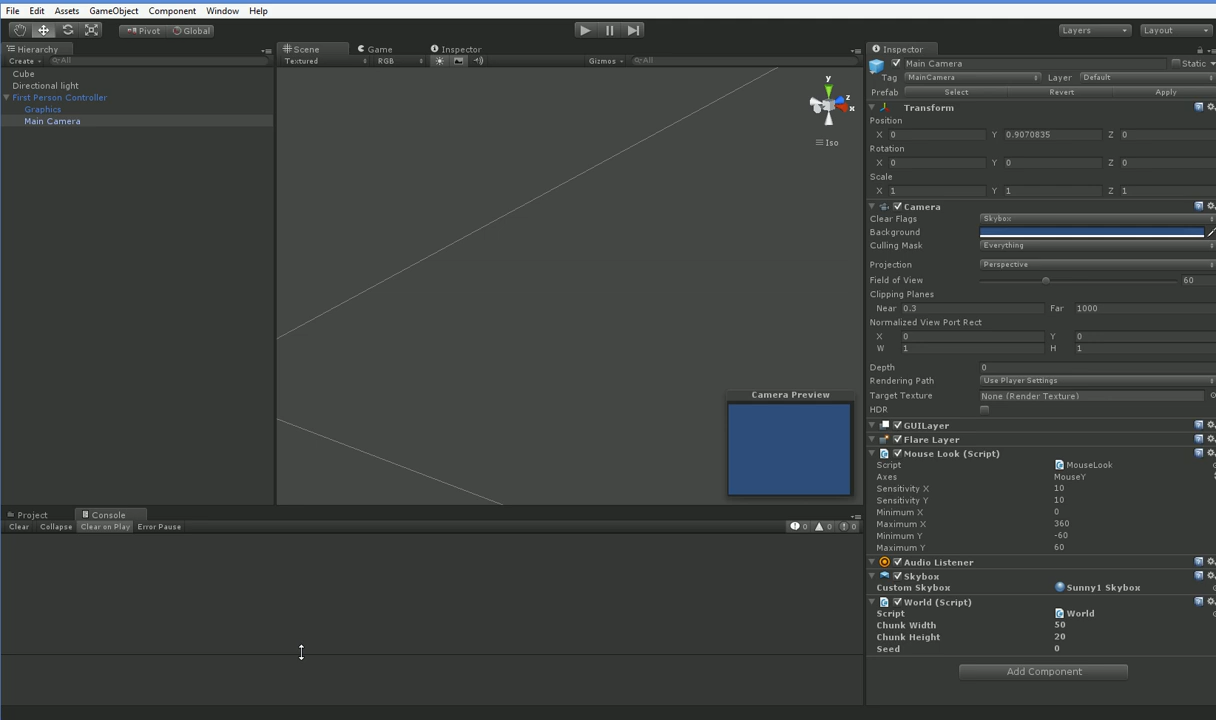 File Edit Assets GameObject Component Window Help
Pivot Global Layers Layout
Hierarchy
Create All
Cube
Directional light
First Person Controller
Graphics
Main Camera
Scene Game Inspector
Textured RGB Gizmos All
y
z
x
Iso
Camera Preview
Project Console
Clear Collapse Clear on Play Error Pause 0 0 0
Inspector
Main Camera Static
Tag MainCamera Layer Default
Prefab Select Revert Apply
Transform
Position
X 0 Y 0.9070835 Z 0
Rotation
X 0 Y 0 Z 0
Scale
X 1 Y 1 Z 1
Camera
Clear Flags Skybox
Background
Culling Mask Everything
Projection Perspective
Field of View 60
Clipping Planes
Near 0.3 Far 1000
Normalized View Port Rect
X 0 Y 0
W 1 H 1
Depth 0
Rendering Path Use Player Settings
Target Texture None (Render Texture)
HDR
GUILayer
Flare Layer
Mouse Look (Script)
Script MouseLook
Axes MouseY
Sensitivity X 10
Sensitivity Y 10
Minimum X 0
Maximum X 360
Minimum Y -60
Maximum Y 60
Audio Listener
Skybox
Custom Skybox Sunny1 Skybox
World (Script)
Script World
Chunk Width 50
Chunk Height 20
Seed 0
Add Component